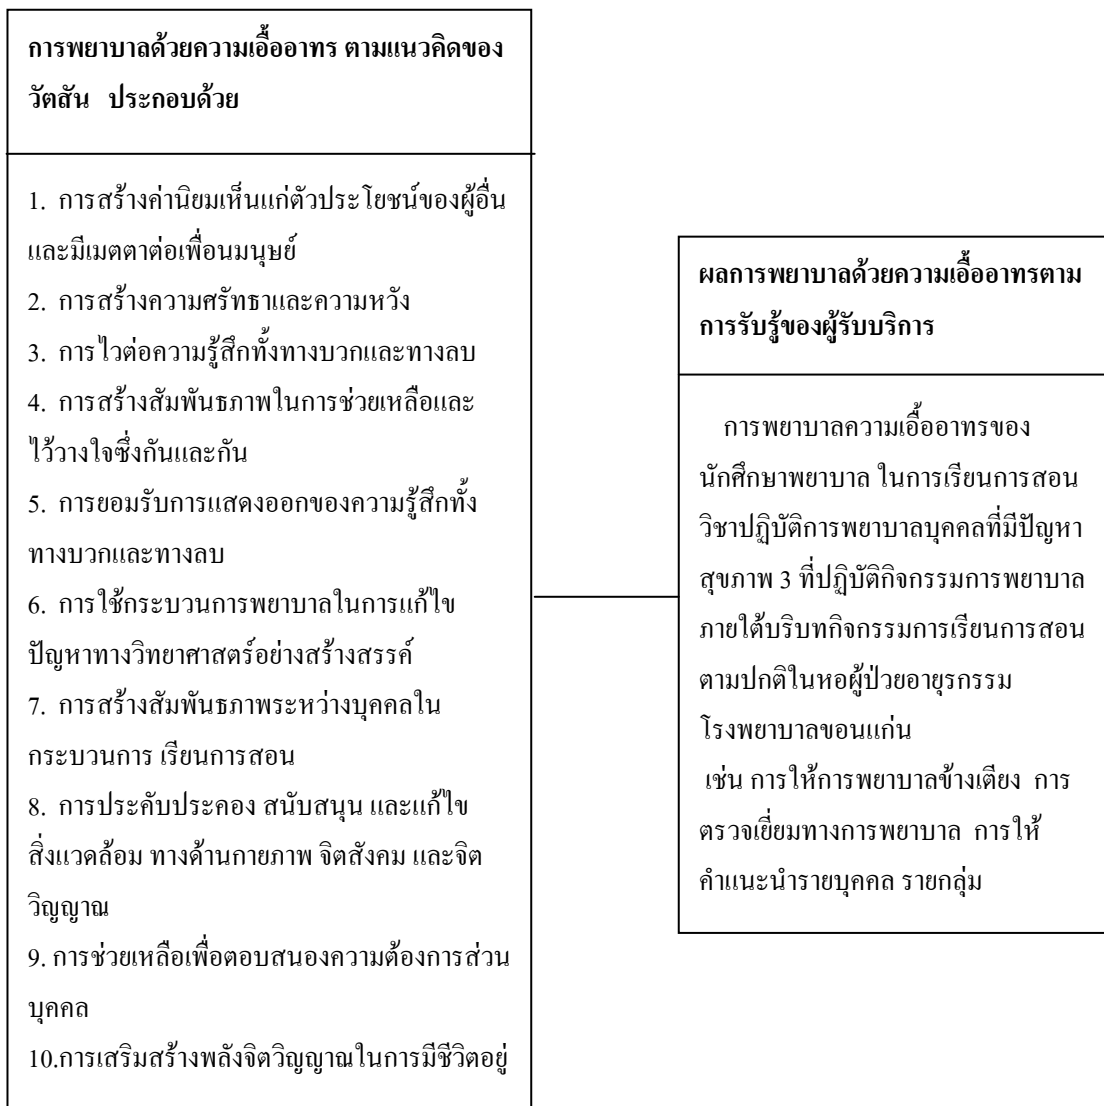 การพยาบาลด้วยความเอื้ออาทร ตามแนวคิดของ
วัตสัน ประกอบด้วย
1. การสร้างค่านิยมเห็นแก่ตัวประโยชน์ของผู้อื่น
และมีเมตตาต่อเพื่อนมนุษย์
2. การสร้างความศรัทธาและความหวัง
3. การไวต่อความรู้สึกทั้งทางบวกและทางลบ
4. การสร้างสัมพันธภาพในการช่วยเหลือและ
ไว้วางใจซึ่งกันและกัน
5. การยอมรับการแสดงออกของความรู้สึกทั้ง
ทางบวกและทางลบ
6. การใช้กระบวนการพยาบาลในการแก้ไข
ปัญหาทางวิทยาศาสตร์อย่างสร้างสรรค์
7. การสร้างสัมพันธภาพระหว่างบุคคลใน
กระบวนการ เรียนการสอน
8. การประคับประคอง สนับสนุน และแก้ไข
สิ่งแวดล้อม ทางด้านกายภาพ จิตสังคม และจิต
วิญญาณ
9. การช่วยเหลือเพื่อตอบสนองความต้องการส่วน
บุคคล
10.การเสริมสร้างพลังจิตวิญญาณในการมีชีวิตอยู่
ผลการพยาบาลด้วยความเอื้ออาทรตาม
การรับรู้ของผู้รับบริการ
การพยาบาลความเอื้ออาทรของ
นักศึกษาพยาบาล ในการเรียนการสอน
วิชาปฏิบัติการพยาบาลบุคคลที่มีปัญหา
สุขภาพ 3 ที่ปฏิบัติกิจกรรมการพยาบาล
ภายใต้บริบทกิจกรรมการเรียนการสอน
ตามปกติในหอผู้ป่วยอายุรกรรม
โรงพยาบาลขอนแก่น
เช่น การให้การพยาบาลข้างเตียง การ
ตรวจเยี่ยมทางการพยาบาล การให้
คำแนะนำรายบุคคล รายกลุ่ม